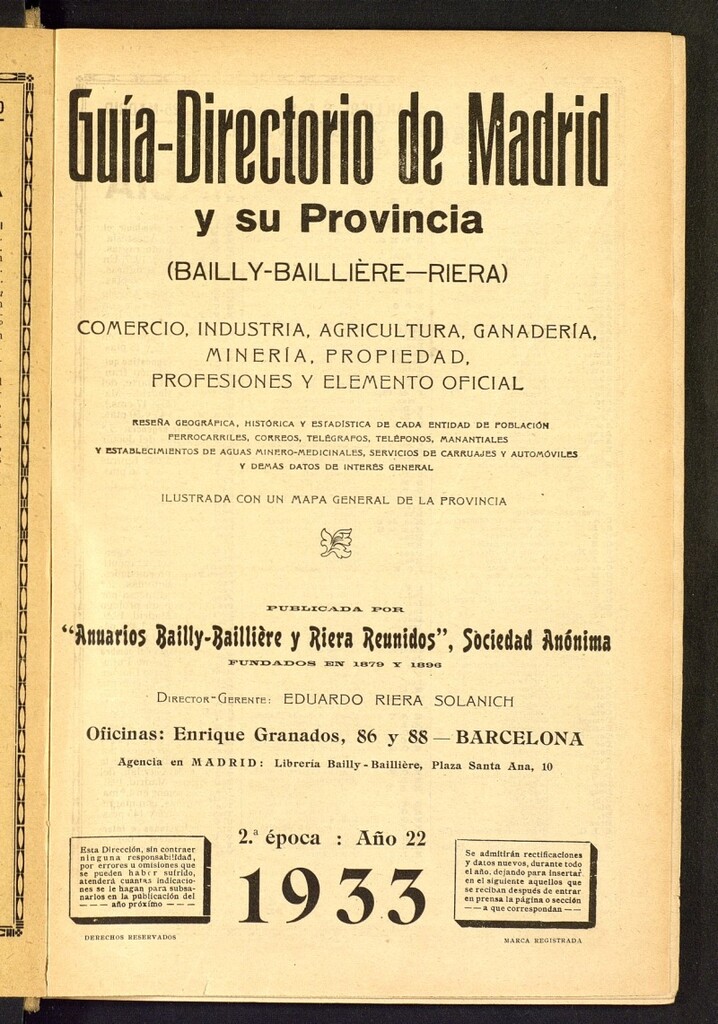 Guía-Directorio de Madrid
y su Provincia
(BAILLY-BAILLIÈRE—RIERA)
COMERCIO, INDUSTRIA, AGRICULTURA, GANADERÍA,
MINERÍA, PROPIEDAD,
PROFESIONES Y ELEMENTO OFICIAL
RESEÑA GEOGRÁFICA, HISTÓRICA Y ESTADÍSTICA DE CADA ENTIDAD DE POBLACIÓN
FERROCARRILES, CORREOS, TELÉGRAFOS, TELÉFONOS, MANANTIALES
Y ESTABLECIMIENTOS DE AGUAS MINERO-MEDICINALES, SERVICIOS DE CARRUAJES Y AUTOMÓVILES
Y DEMÁS DATOS DE INTERÉS GENERAL
ILUSTRADA CON UN MAPA GENERAL DE LA PROVINCIA
PUBLICADA POR
"Anuarios Bailly-Baillière y Riera Reunidos", Sociedad Anónima
FUNDADOS EN 1879 Y 1896
DIRECTOR-GERENTE: EDUARDO RIERA SOLANICH
Oficinas: Enrique Granados, 86 y 88 — BARCELONA
Agencia en MADRID: Librería Bailly-Baillière, Plaza Santa Ana, 10
2.ª época : Año 22
1933
Esta Dirección, sin contraer
ninguna responsabilidad,
por errores u omisiones que
se pueden haber sufrido,
atenderá cuantas indicacio-
nes se le hagan para subsa-
narlos en la publicación del
— — — año próximo — — —
DERECHOS RESERVADOS
Se admitirán rectificaciones
y datos nuevos, durante todo
el año, dejando para insertar
en el siguiente aquellos que
se reciban después de entrar
en prensa la página o sección
— — a que correspondan — —
MARCA REGISTRADA